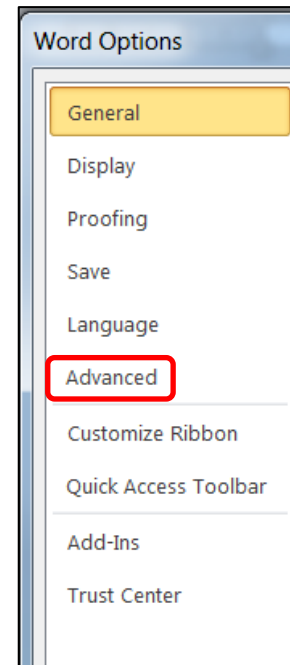 Word Options
General
Display
Proofing
Save
Language
Advanced
Customize Ribbon
Quick Access Toolbar
Add-Ins
Trust Center